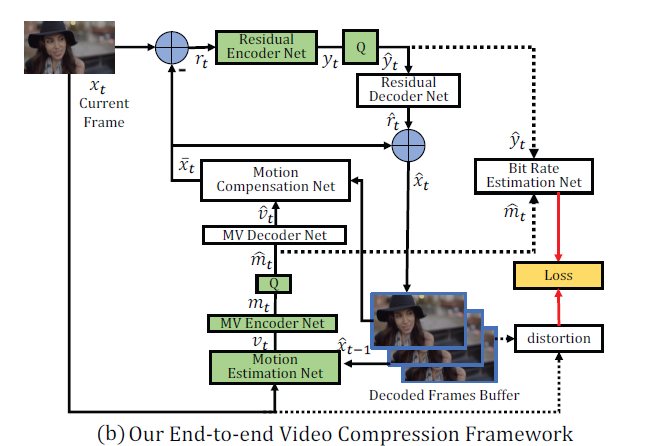 Residual
Encoder Net
Q
r_t
y_t
ŷ_t
-
x_t
Current
Frame
Residual
Decoder Net
r̂_t
x̄_t
Motion
Compensation Net
x̂_t
ŷ_t
Bit Rate
Estimation Net
v̂_t
m̂_t
MV Decoder Net
m̂_t
Loss
Q
m_t
MV Encoder Net
v_t
x̂_{t-1}
distortion
Motion
Estimation Net
Decoded Frames Buffer
(b) Our End-to-end Video Compression Framework